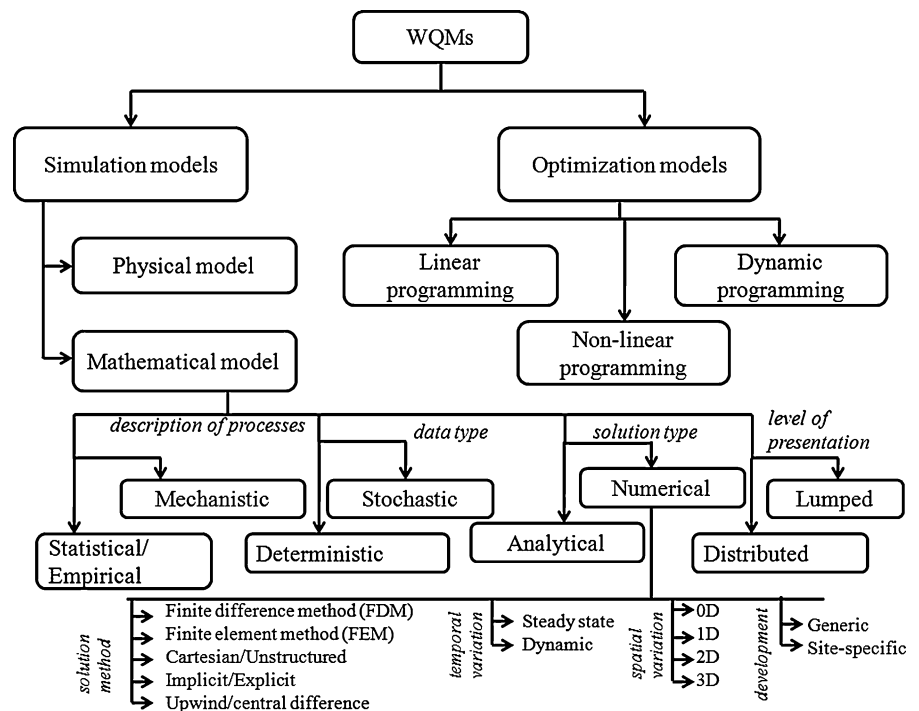 WQMs
Simulation models
Optimization models
Physical model
Linear
programming
Dynamic
programming
Non-linear
programming
Mathematical model
description of processes
data type
solution type
level of
presentation
Mechanistic
Stochastic
Numerical
Lumped
Statistical/
Empirical
Deterministic
Analytical
Distributed
solution
method
Finite difference method (FDM)
Finite element method (FEM)
Cartesian/Unstructured
Implicit/Explicit
Upwind/central difference
temporal
variation
Steady state
Dynamic
spatial
variation
0D
1D
2D
3D
development
Generic
Site-specific